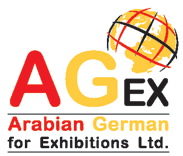 AGEX
Arabian German
for Exhibitions Ltd.